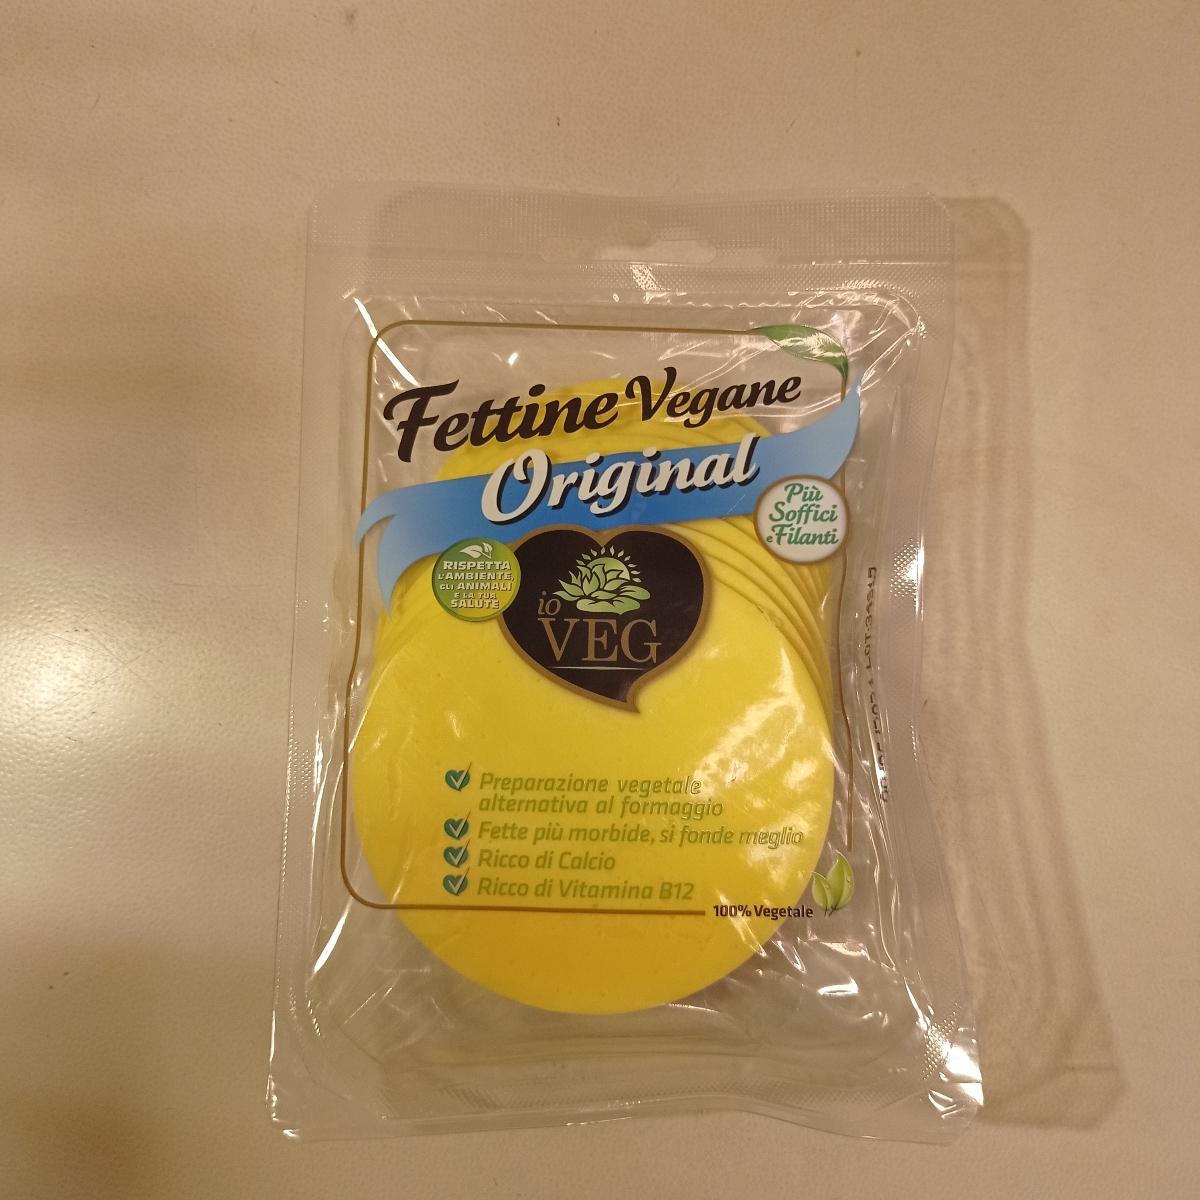 Fettine Vegane
Original
Più
Soffici
e Filanti
RISPETTA
L'AMBIENTE,
GLI ANIMALI
E LA TUA
SALUTE
io
VEG
Preparazione vegetale
alternativa al formaggio
Fette più morbide, si fonde meglio
Ricco di Calcio
Ricco di Vitamina B12
100% Vegetale